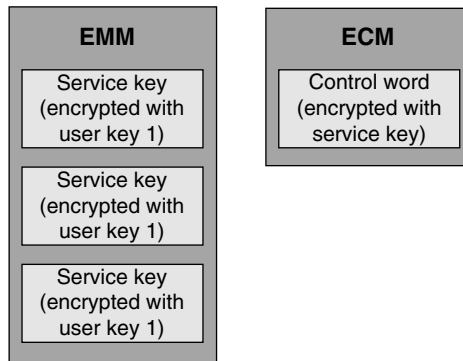 EMM
Service key
(encrypted with
user key 1)
Service key
(encrypted with
user key 1)
Service key
(encrypted with
user key 1)
ECM
Control word
(encrypted with
service key)